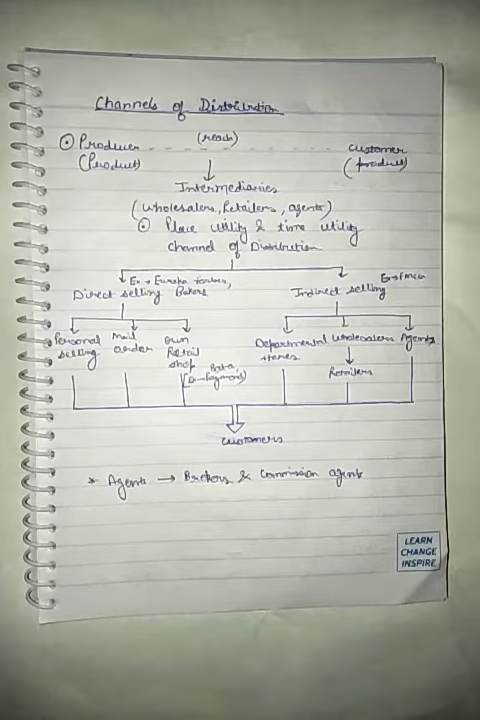 Channels of Distribution
(reach)
⊙ Producer - - - - - - - customer
(Product) (product)
Intermediaries
(wholesalers, Retailers, agents)
⊙ Place utility & time utility
channel of Distribution
Ex → Eureka forbes, Ex → FMCG
Direct selling Bakers Indirect selling
Personal Mail own Departmental wholesalers Agents
selling order Retail stores
shop Retailers
Bata,
(Ex → Raymonds)
customers
* Agents → Brokers & Commission agents
LEARN
CHANGE
INSPIRE